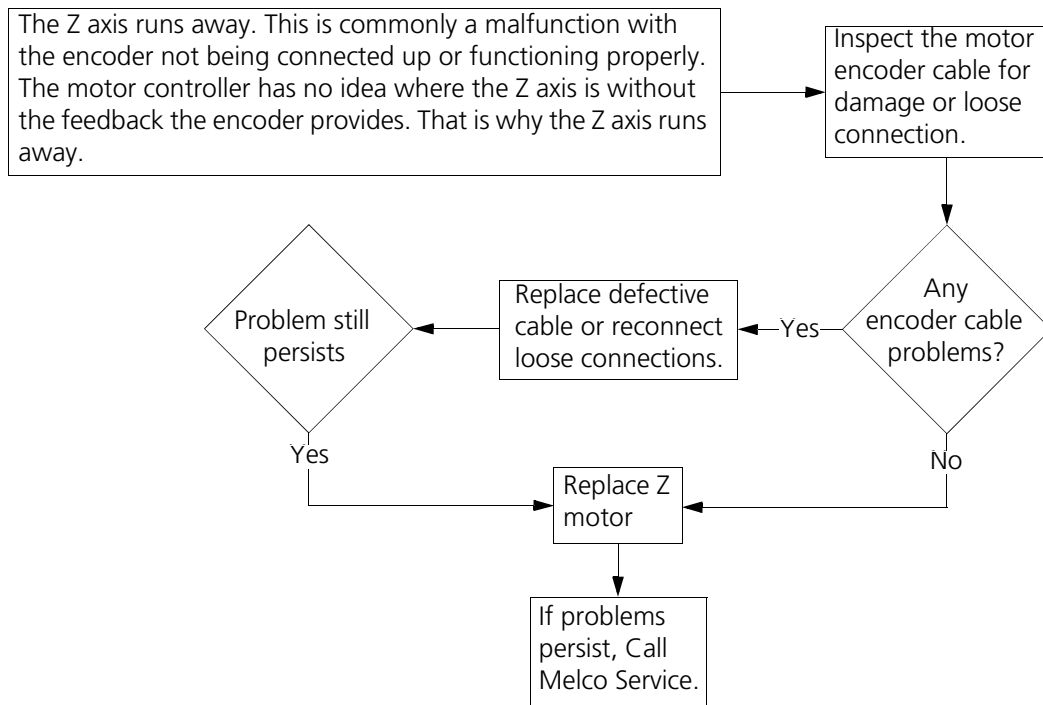 The Z axis runs away. This is commonly a malfunction with
the encoder not being connected up or functioning properly.
The motor controller has no idea where the Z axis is without
the feedback the encoder provides. That is why the Z axis runs
away.
Inspect the motor
encoder cable for
damage or loose
connection.
Any
encoder cable
problems?
Yes
Replace defective
cable or reconnect
loose connections.
Problem still
persists
Yes
No
Replace Z
motor
If problems
persist, Call
Melco Service.